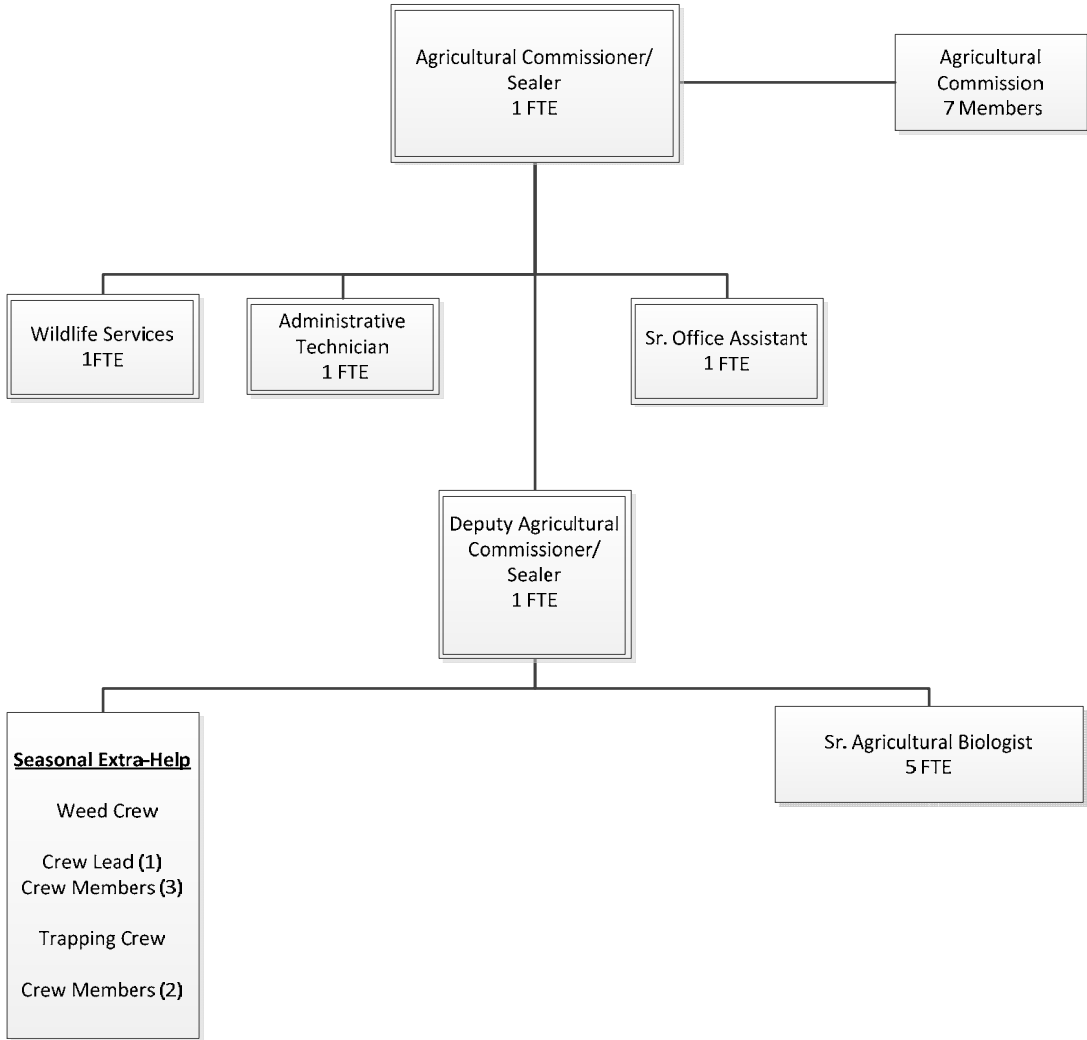 Agricultural Commissioner/
Sealer
1 FTE
Agricultural
Commission
7 Members
Wildlife Services
1FTE
Administrative
Technician
1 FTE
Sr. Office Assistant
1 FTE
Deputy Agricultural
Commissioner/
Sealer
1 FTE
Seasonal Extra-Help
Weed Crew
Crew Lead (1)
Crew Members (3)
Trapping Crew
Crew Members (2)
Sr. Agricultural Biologist
5 FTE